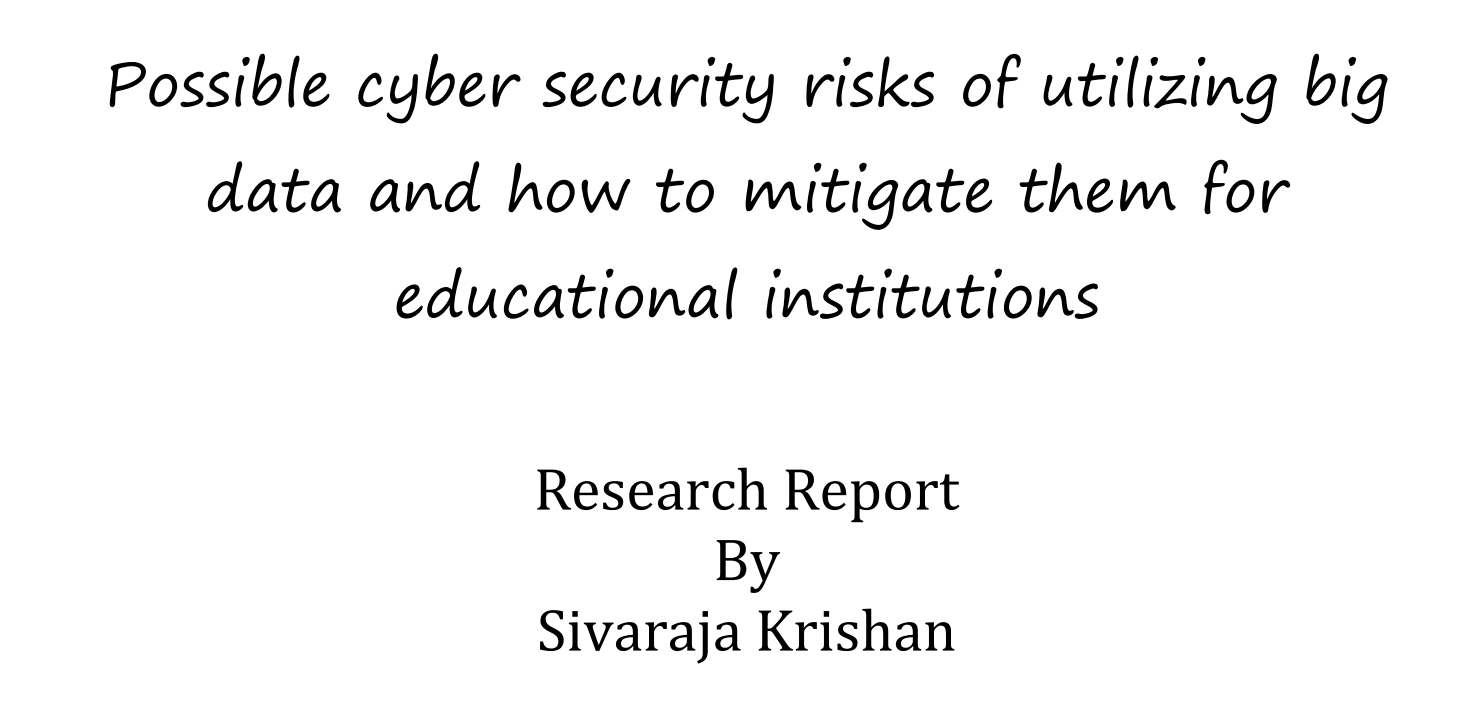 Possible cyber security risks of utilizing big
data and how to mitigate them for
educational institutions
Research Report
By
Sivaraja Krishan